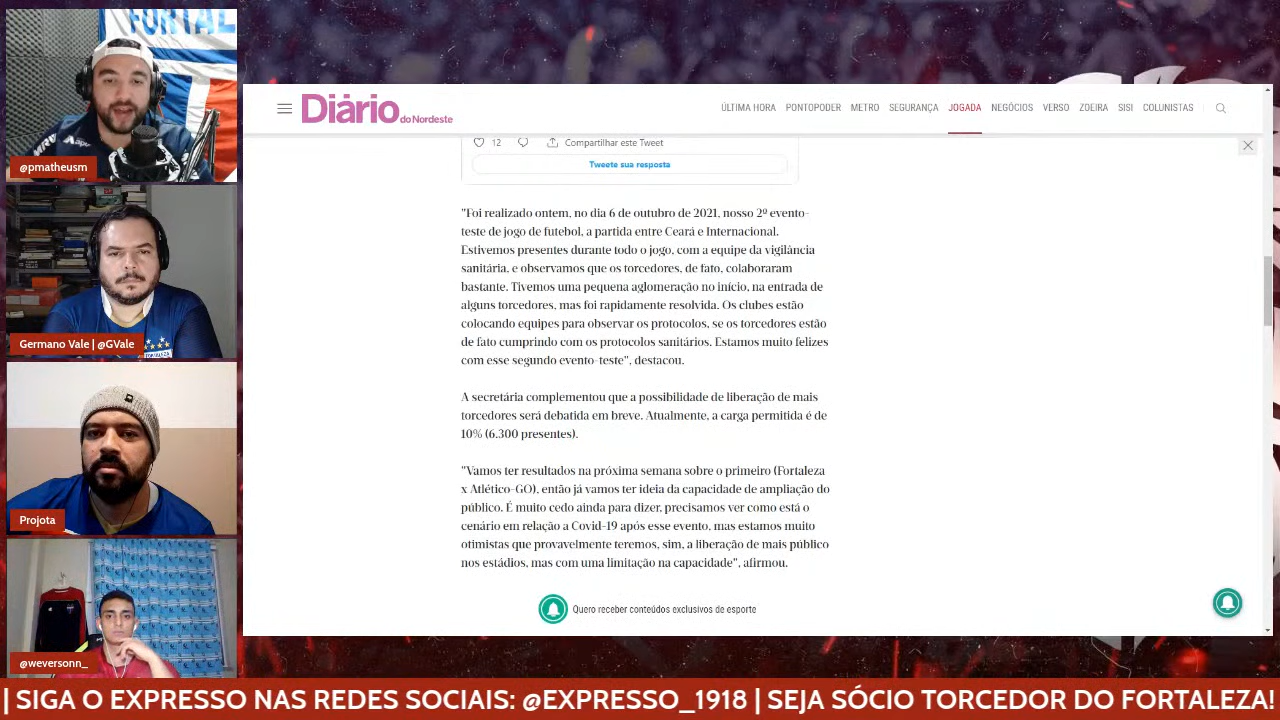 FORTAL
@pmatheusm
Germano Vale | @GVale
Projota
@weversonn_
Diário do Nordeste
ÚLTIMA HORA PONTOPODER METRO SEGURANÇA JOGADA NEGÓCIOS VERSO ZOEIRA SISI COLUNISTAS
12 Compartilhar este Tweet
Tweete sua resposta
"Foi realizado ontem, no dia 6 de outubro de 2021, nosso 2º evento-
teste de jogo de futebol, a partida entre Ceará e Internacional.
Estivemos presentes durante todo o jogo, com a equipe da vigilância
sanitária, e observamos que os torcedores, de fato, colaboraram
bastante. Tivemos uma pequena aglomeração no início, na entrada de
alguns torcedores, mas foi rapidamente resolvida. Os clubes estão
colocando equipes para observar os protocolos, se os torcedores estão
de fato cumprindo com os protocolos sanitários. Estamos muito felizes
com esse segundo evento-teste", destacou.
A secretária complementou que a possibilidade de liberação de mais
torcedores será debatida em breve. Atualmente, a carga permitida é de
10% (6.300 presentes).
"Vamos ter resultados na próxima semana sobre o primeiro (Fortaleza
x Atlético-GO), então já vamos ter ideia da capacidade de ampliação do
público. É muito cedo ainda para dizer, precisamos ver como está o
cenário em relação a Covid-19 após esse evento, mas estamos muito
otimistas que provavelmente teremos, sim, a liberação de mais público
nos estádios, mas com uma limitação na capacidade", afirmou.
Quero receber conteúdos exclusivos de esporte
| SIGA O EXPRESSO NAS REDES SOCIAIS: @EXPRESSO_1918 | SEJA SÓCIO TORCEDOR DO FORTALEZA!